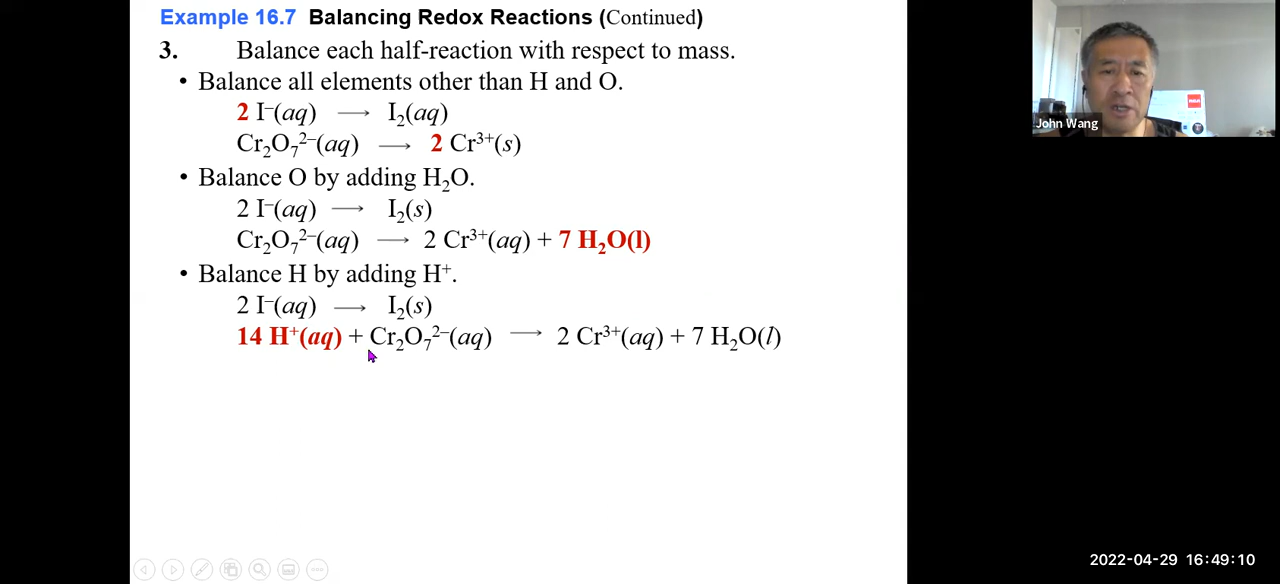 Example 16.7 Balancing Redox Reactions (Continued)
3. Balance each half-reaction with respect to mass.
• Balance all elements other than H and O.
2 I⁻(aq) ⟶ I₂(aq)
Cr₂O₇²⁻(aq) ⟶ 2 Cr³⁺(s)
• Balance O by adding H₂O.
2 I⁻(aq) ⟶ I₂(s)
Cr₂O₇²⁻(aq) ⟶ 2 Cr³⁺(aq) + 7 H₂O(l)
• Balance H by adding H⁺.
2 I⁻(aq) ⟶ I₂(s)
14 H⁺(aq) + Cr₂O₇²⁻(aq) ⟶ 2 Cr³⁺(aq) + 7 H₂O(l)
John Wang
2022-04-29 16:49:10